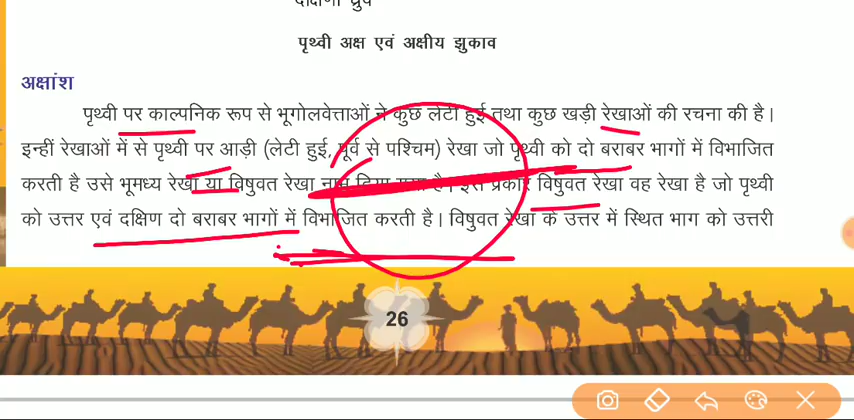 दक्षिणी ध्रुव
पृथ्वी अक्ष एवं अक्षीय झुकाव
अक्षांश
पृथ्वी पर काल्पनिक रूप से भूगोलवेत्ताओं ने कुछ लेटी हुई तथा कुछ खड़ी रेखाओं की रचना की है।
इन्हीं रेखाओं में से पृथ्वी पर आड़ी (लेटी हुई, पूर्व से पश्चिम) रेखा जो पृथ्वी को दो बराबर भागों में विभाजित
करती है उसे भूमध्य रेखा या विषुवत रेखा नाम दिया गया है। इस प्रकार विषुवत रेखा वह रेखा है जो पृथ्वी
को उत्तर एवं दक्षिण दो बराबर भागों में विभाजित करती है। विषुवत रेखा के उत्तर में स्थित भाग को उत्तरी
26